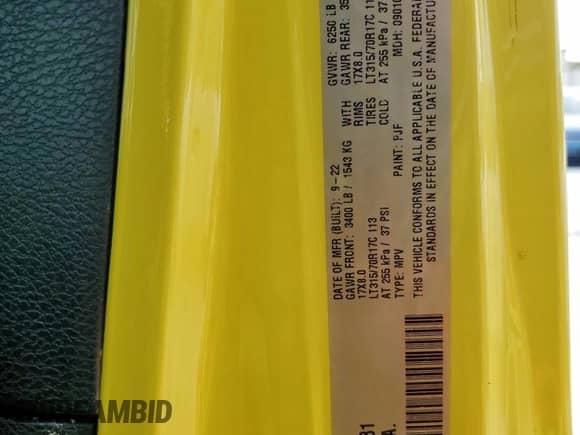 DATE OF MFR (BUILT): 9-22
GVWR: 6250 LB
GAWR FRONT: 3400 LB / 1543 KG WITH
GAWR REAR: 35
17X8.0 RIMS 17X8.0
LT315/70R17C 113 TIRES LT315/70R17C 11
AT 255 kPa / 37 PSI COLD AT 255 kPa / 37
TYPE: MPV PAINT: PJF MDH: 09010
THIS VEHICLE CONFORMS TO ALL APPLICABLE U.S.A. FEDERAL
STANDARDS IN EFFECT ON THE DATE OF MANUFACTUR